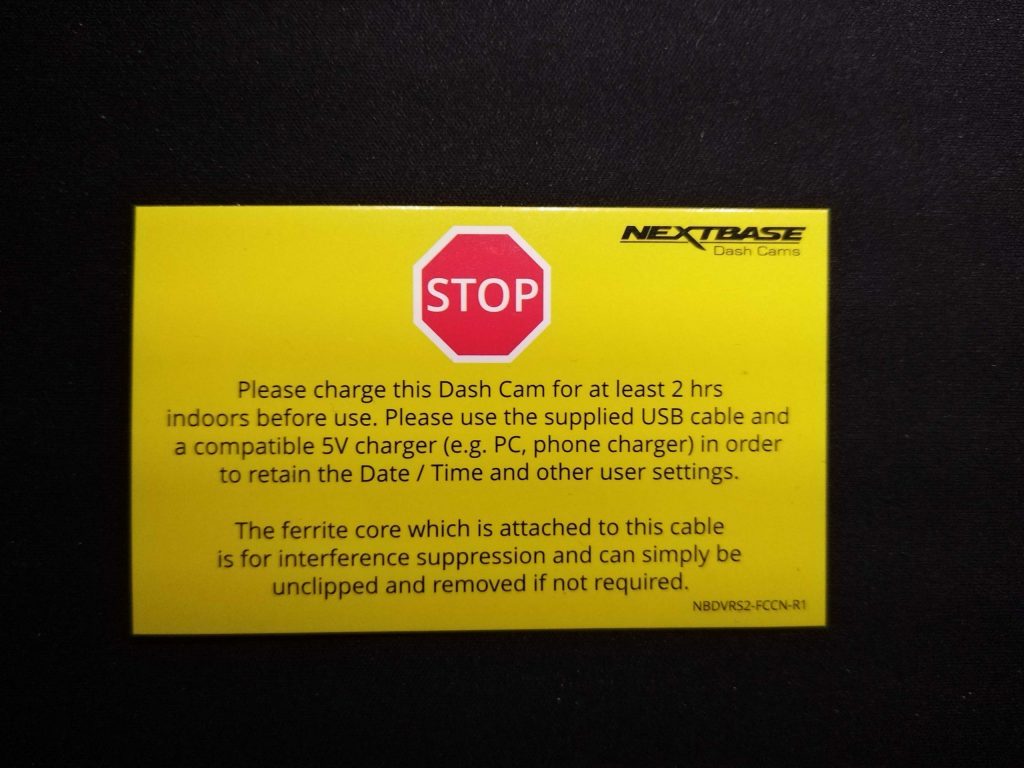 NEXTBASE
Dash Cams
STOP
Please charge this Dash Cam for at least 2 hrs
indoors before use. Please use the supplied USB cable and
a compatible 5V charger (e.g. PC, phone charger) in order
to retain the Date / Time and other user settings.
The ferrite core which is attached to this cable
is for interference suppression and can simply be
unclipped and removed if not required.
NBDVRS2-FCCN-R1